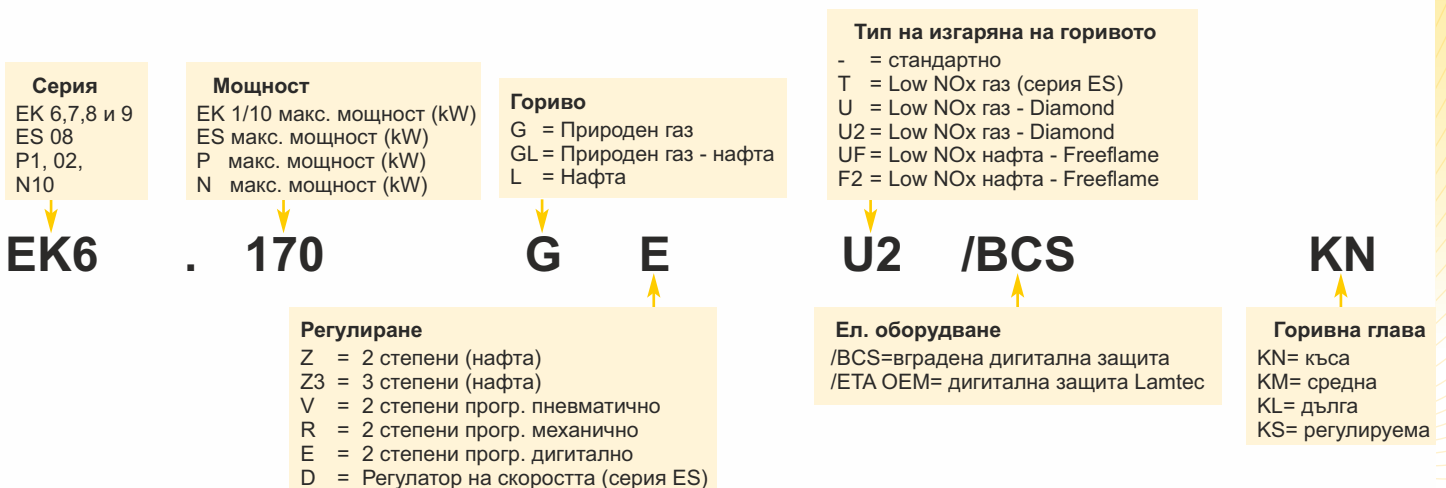 Серия
EK 6,7,8 и 9
ES 08
P1, 02,
N10
Мощност
EK 1/10 макс. мощност (kW)
ES макс. мощност (kW)
P макс. мощност (kW)
N макс. мощност (kW)
Гориво
G = Природен газ
GL = Природен газ - нафта
L = Нафта
Тип на изгаряна на горивото
- = стандартно
T = Low NOx газ (серия ES)
U = Low NOx газ - Diamond
U2 = Low NOx газ - Diamond
UF = Low NOx нафта - Freeflame
F2 = Low NOx нафта - Freeflame
EK6 . 170 G E U2 /BCS KN
Регулиране
Z = 2 степени (нафта)
Z3 = 3 степени (нафта)
V = 2 степени прогр. пневматично
R = 2 степени прогр. механично
E = 2 степени прогр. дигитално
D = Регулатор на скоростта (серия ES)
Ел. оборудване
/BCS=вградена дигитална защита
/ETA OEM= дигитална защита Lamtec
Горивна глава
KN= къса
KM= средна
KL= дълга
KS= регулируема